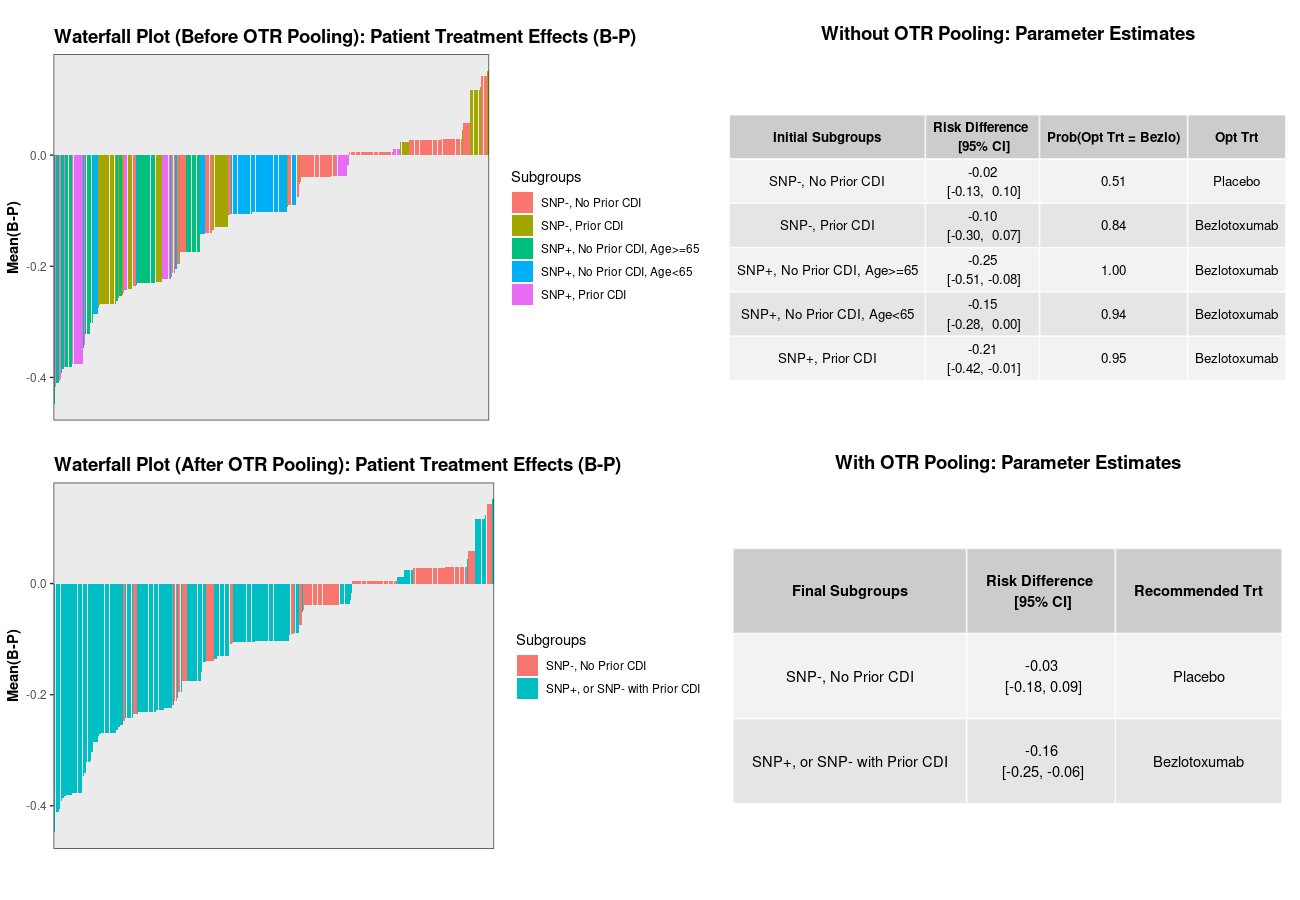 Waterfall Plot (Before OTR Pooling): Patient Treatment Effects (B-P)
Mean(B-P)
0.0
-0.2
-0.4
Subgroups
SNP-, No Prior CDI
SNP-, Prior CDI
SNP+, No Prior CDI, Age>=65
SNP+, No Prior CDI, Age<65
SNP+, Prior CDI
Without OTR Pooling: Parameter Estimates
Initial Subgroups
Risk Difference
[95% CI]
Prob(Opt Trt = Bezlo)
Opt Trt
SNP-, No Prior CDI
-0.02
[-0.13, 0.10]
0.51
Placebo
SNP-, Prior CDI
-0.10
[-0.30, 0.07]
0.84
Bezlotoxumab
SNP+, No Prior CDI, Age>=65
-0.25
[-0.51, -0.08]
1.00
Bezlotoxumab
SNP+, No Prior CDI, Age<65
-0.15
[-0.28, 0.00]
0.94
Bezlotoxumab
SNP+, Prior CDI
-0.21
[-0.42, -0.01]
0.95
Bezlotoxumab
Waterfall Plot (After OTR Pooling): Patient Treatment Effects (B-P)
Mean(B-P)
0.0
-0.2
-0.4
Subgroups
SNP-, No Prior CDI
SNP+, or SNP- with Prior CDI
With OTR Pooling: Parameter Estimates
Final Subgroups
Risk Difference
[95% CI]
Recommended Trt
SNP-, No Prior CDI
-0.03
[-0.18, 0.09]
Placebo
SNP+, or SNP- with Prior CDI
-0.16
[-0.25, -0.06]
Bezlotoxumab